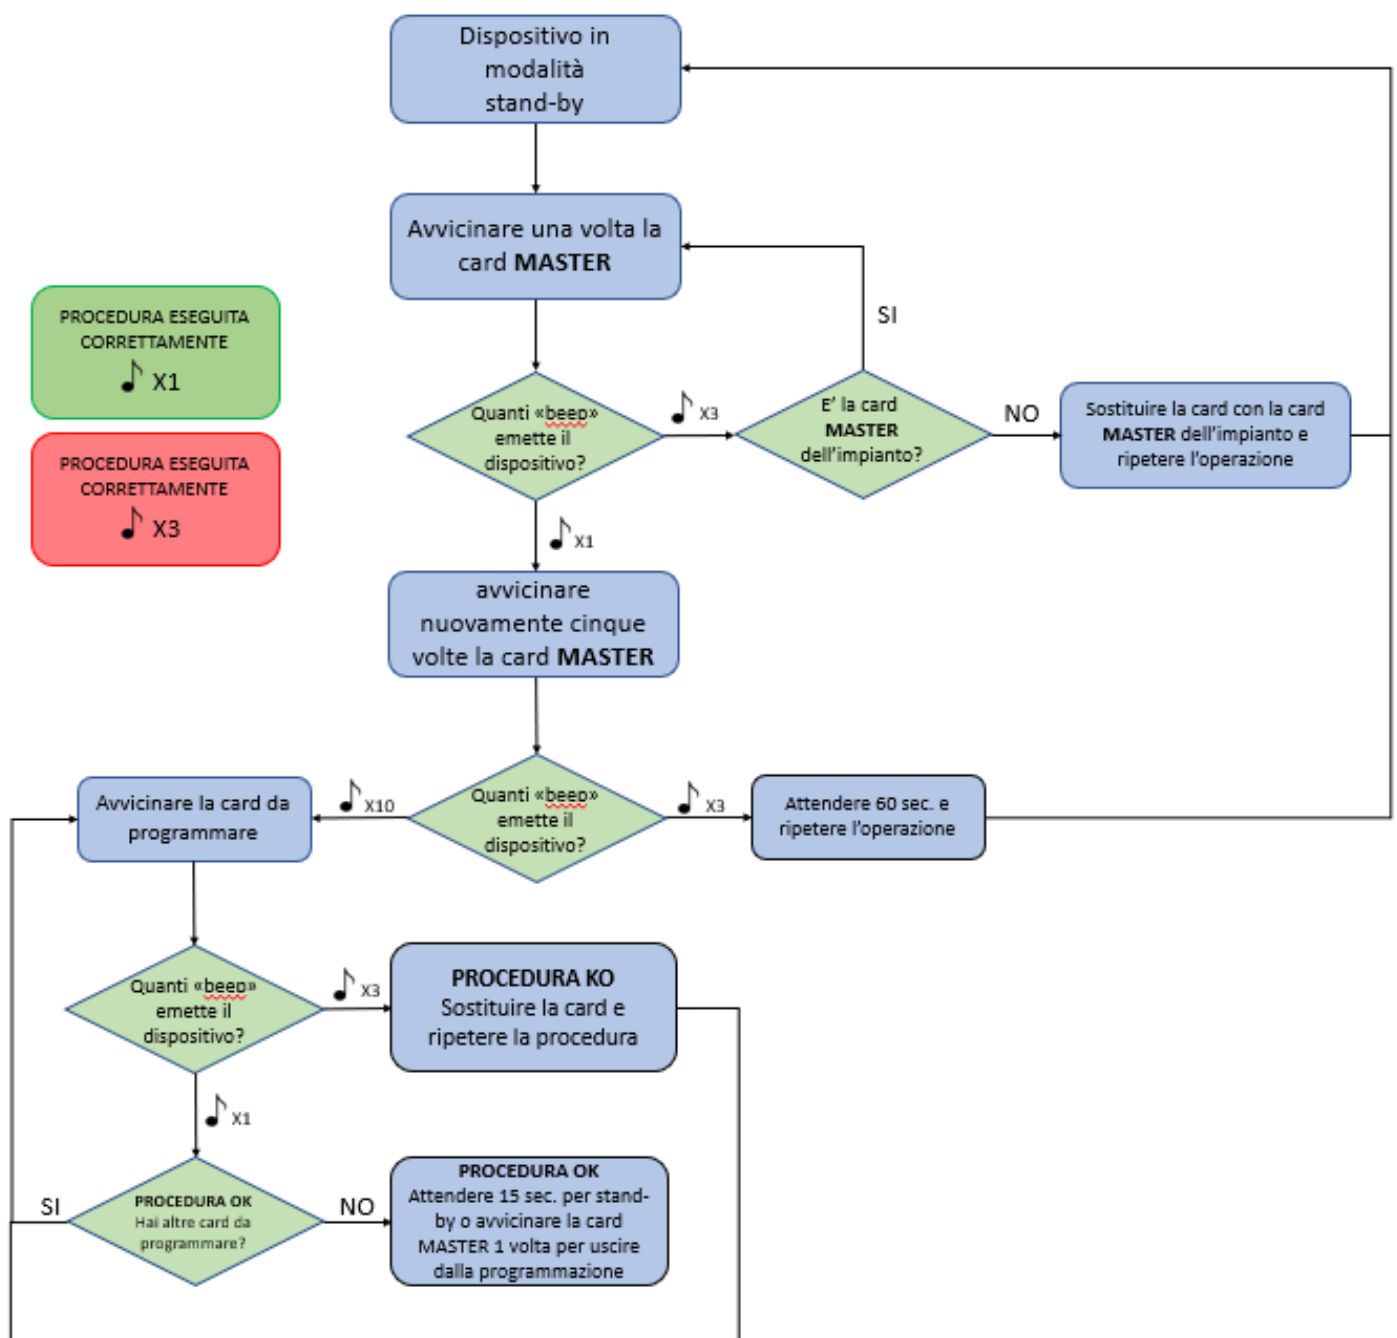 Dispositivo in
modalità
stand-by
Avvicinare una volta la
card MASTER
SI
PROCEDURA ESEGUITA
CORRETTAMENTE
X1
Quanti «beep»
emette il
dispositivo?
X3
E' la card
MASTER
dell'impianto?
NO
Sostituire la card con la card
MASTER dell'impianto e
ripetere l'operazione
PROCEDURA ESEGUITA
CORRETTAMENTE
X3
X1
avvicinare
nuovamente cinque
volte la card MASTER
Avvicinare la card da
programmare
X10
Quanti «beep»
emette il
dispositivo?
X3
Attendere 60 sec. e
ripetere l'operazione
Quanti «beep»
emette il
dispositivo?
X3
PROCEDURA KO
Sostituire la card e
ripetere la procedura
X1
SI
PROCEDURA OK
Hai altre card da
programmare?
NO
PROCEDURA OK
Attendere 15 sec. per stand-
by o avvicinare la card
MASTER 1 volta per uscire
dalla programmazione